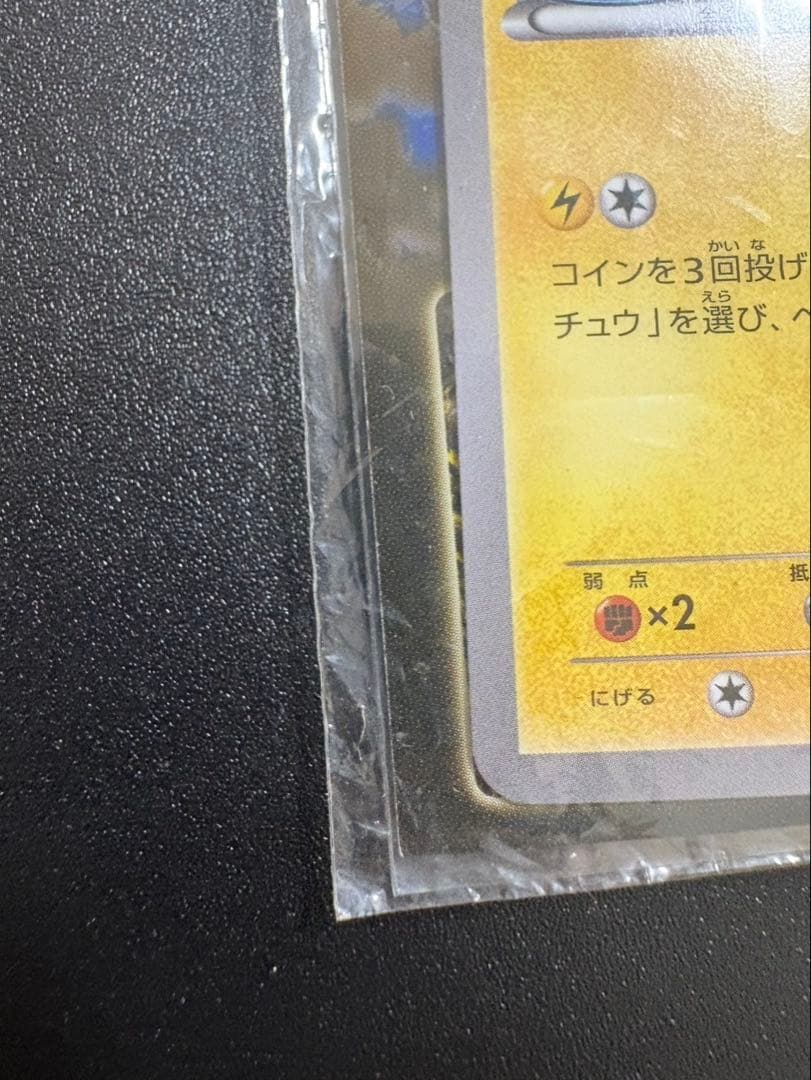 かい な
コインを3回投げ
えら
チュウ」を選び、
弱点
×2
にげる